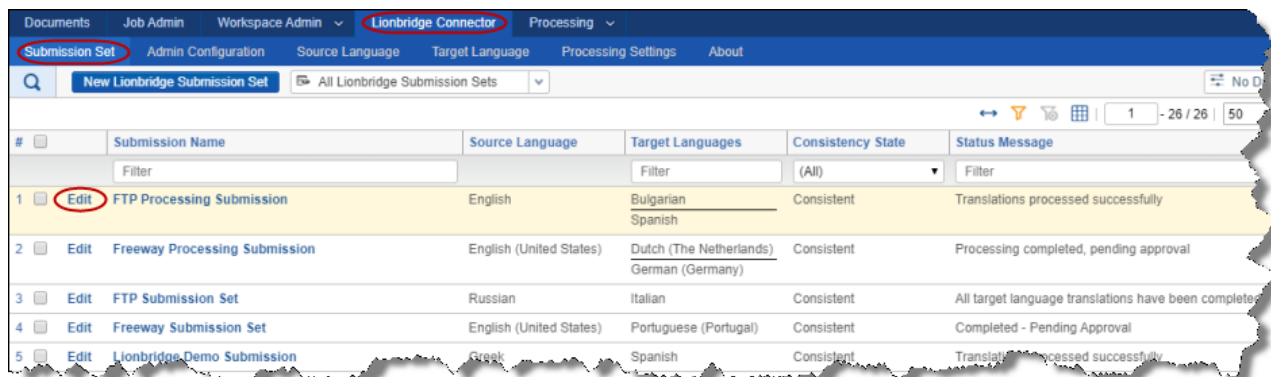 Documents Job Admin Workspace Admin Lionbridge Connector Processing
Submission Set Admin Configuration Source Language Target Language Processing Settings About
New Lionbridge Submission Set All Lionbridge Submission Sets No D
1 - 26 / 26 50
# Submission Name Source Language Target Languages Consistency State Status Message
Filter Filter (All) Filter
1 Edit FTP Processing Submission English Bulgarian Consistent Translations processed successfully
Spanish
2 Edit Freeway Processing Submission English (United States) Dutch (The Netherlands) Consistent Processing completed, pending approval
German (Germany)
3 Edit FTP Submission Set Russian Italian Consistent All target language translations have been completed
4 Edit Freeway Submission Set English (United States) Portuguese (Portugal) Consistent Completed - Pending Approval
5 Edit Lionbridge Demo Submission Greek Spanish Consistent Translations processed successfully